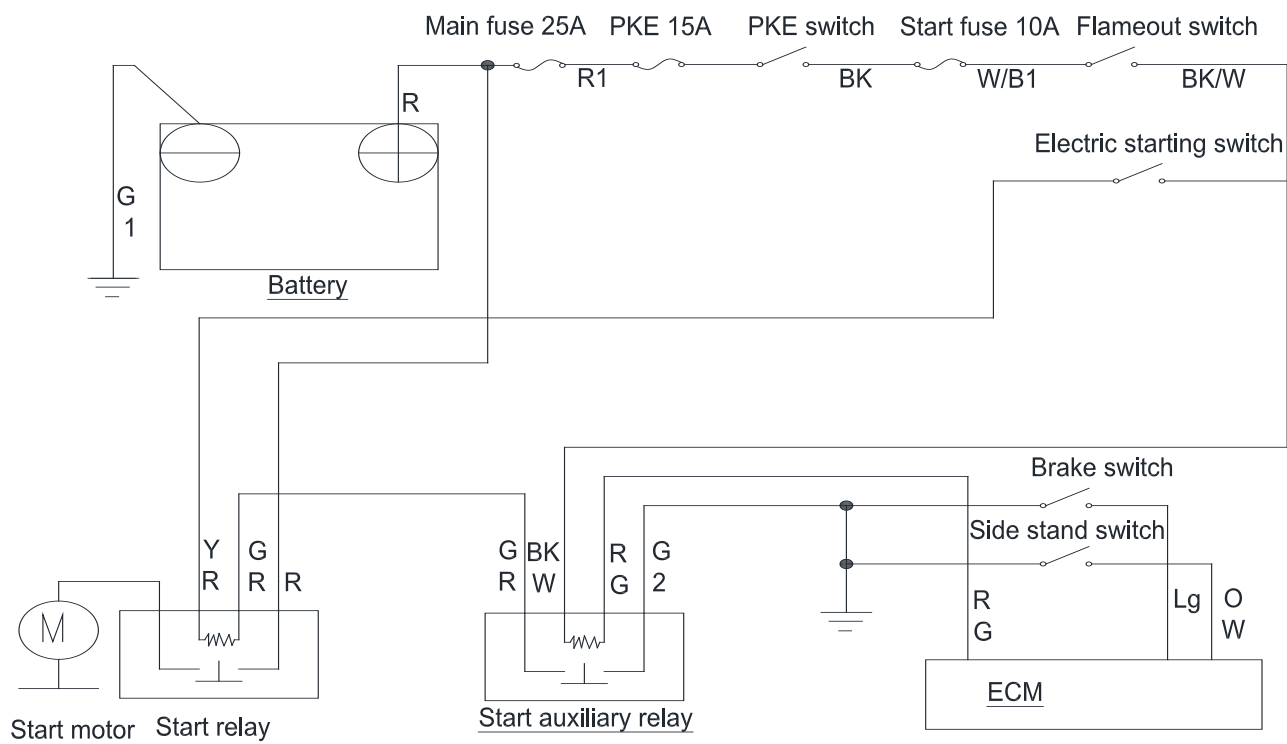 Main fuse 25A PKE 15A PKE switch Start fuse 10A Flameout switch
R1 BK W/B1 BK/W
R
Electric starting switch
G
1
Battery
Brake switch
Side stand switch
Y G
R R R
G BK R G
R W G 2
R Lg O
G W
M
ECM
Start motor Start relay Start auxiliary relay